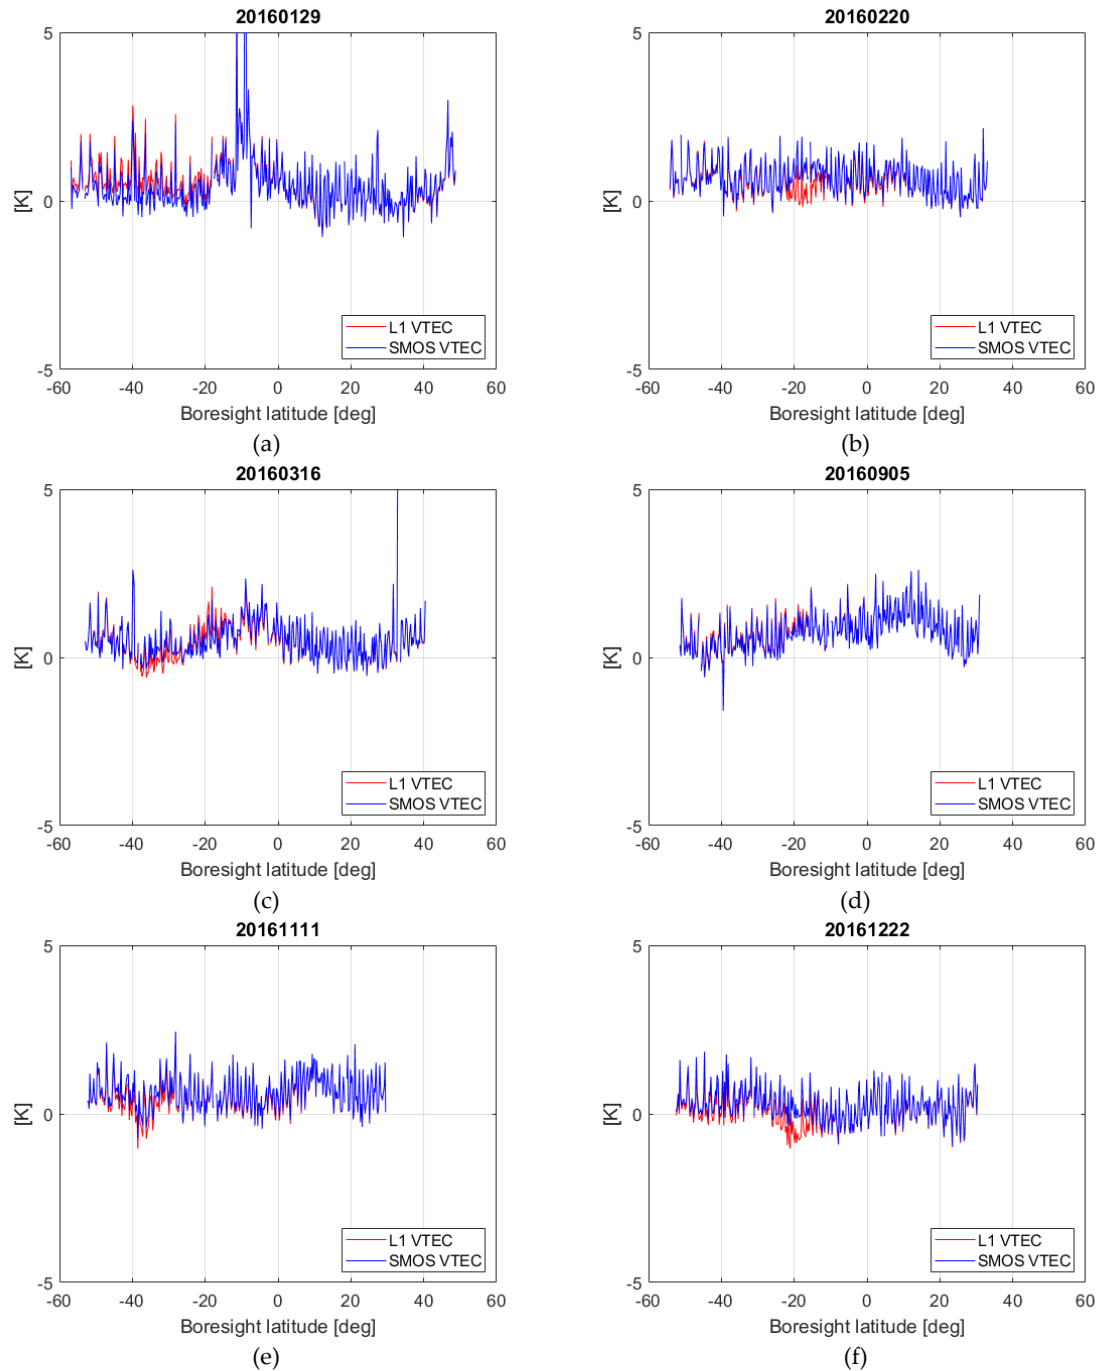 20160129
5
[K]
0
-5
L1 VTEC
SMOS VTEC
-60 -40 -20 0 20 40 60
Boresight latitude [deg]
(a)
20160220
5
[K]
0
-5
L1 VTEC
SMOS VTEC
-60 -40 -20 0 20 40 60
Boresight latitude [deg]
(b)
20160316
5
[K]
0
-5
L1 VTEC
SMOS VTEC
-60 -40 -20 0 20 40 60
Boresight latitude [deg]
(c)
20160905
5
[K]
0
-5
L1 VTEC
SMOS VTEC
-60 -40 -20 0 20 40 60
Boresight latitude [deg]
(d)
20161111
5
[K]
0
-5
L1 VTEC
SMOS VTEC
-60 -40 -20 0 20 40 60
Boresight latitude [deg]
(e)
20161222
5
[K]
0
-5
L1 VTEC
SMOS VTEC
-60 -40 -20 0 20 40 60
Boresight latitude [deg]
(f)